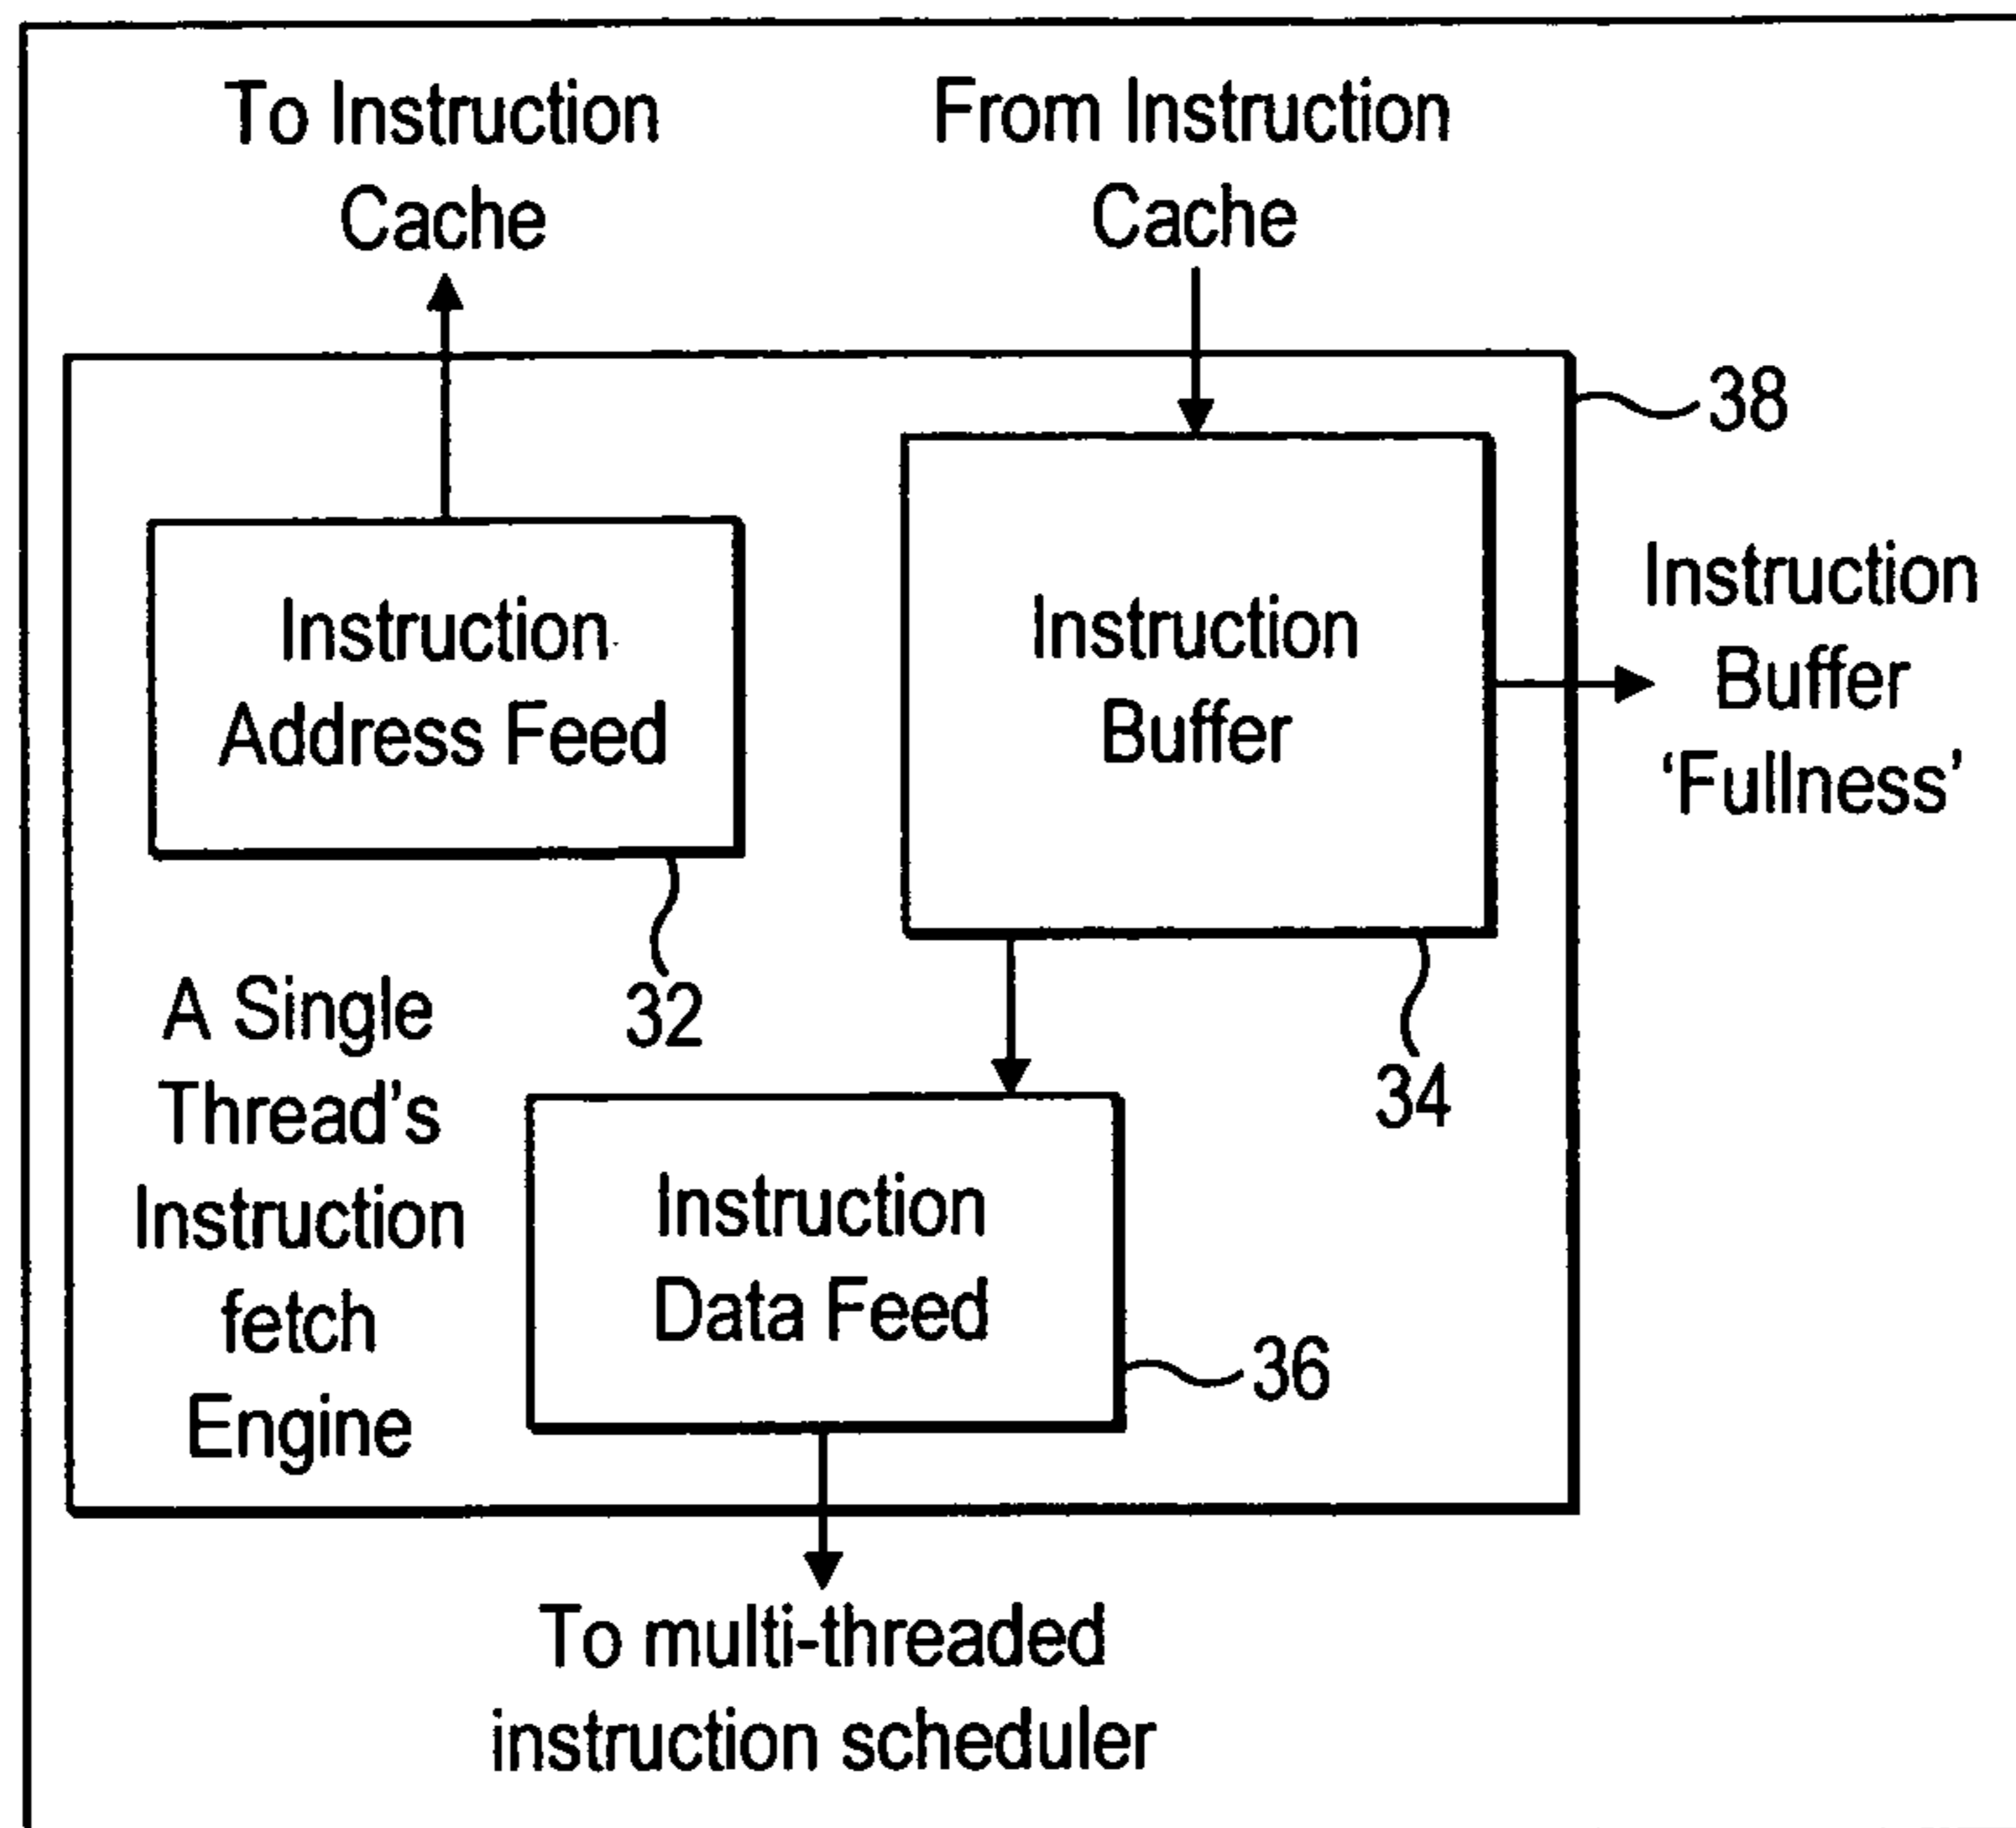 To Instruction
Cache
From Instruction
Cache
38
Instruction
Address Feed
32
Instruction
Buffer
34
Instruction
Buffer
‘Fullness’
A Single
Thread’s
Instruction
fetch
Engine
Instruction
Data Feed
36
To multi-threaded
instruction scheduler